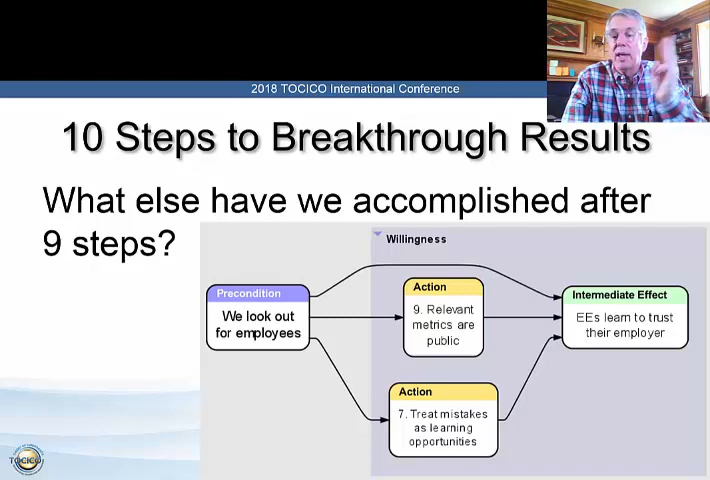 2018 TOCICO International Conference
10 Steps to Breakthrough Results
What else have we accomplished after
9 steps?
Willingness
Precondition
We look out
for employees
Action
9. Relevant
metrics are
public
Intermediate Effect
EEs learn to trust
their employer
Action
7. Treat mistakes
as learning
opportunities
TOCICO